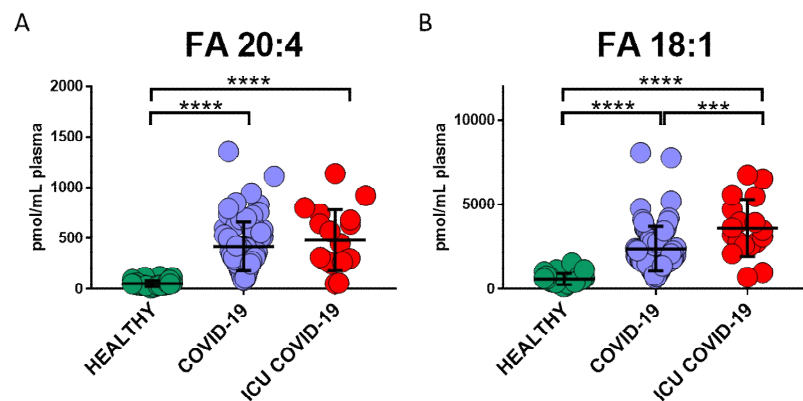 A
FA 20:4
pmol/mL plasma
2000
1500
1000
500
0
****
****
HEALTHY
COVID-19
ICU COVID-19
B
FA 18:1
pmol/mL plasma
10000
5000
0
****
****
***
HEALTHY
COVID-19
ICU COVID-19